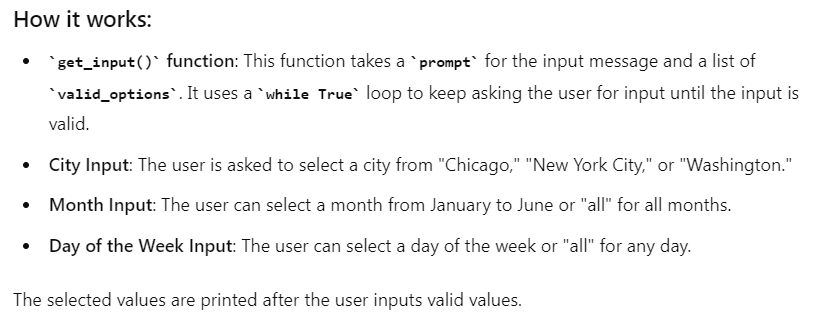 How it works:
• `get_input()` function: This function takes a `prompt` for the input message and a list of
`valid_options`. It uses a `while True` loop to keep asking the user for input until the input is
valid.
• City Input: The user is asked to select a city from "Chicago," "New York City," or "Washington."
• Month Input: The user can select a month from January to June or "all" for all months.
• Day of the Week Input: The user can select a day of the week or "all" for any day.
The selected values are printed after the user inputs valid values.